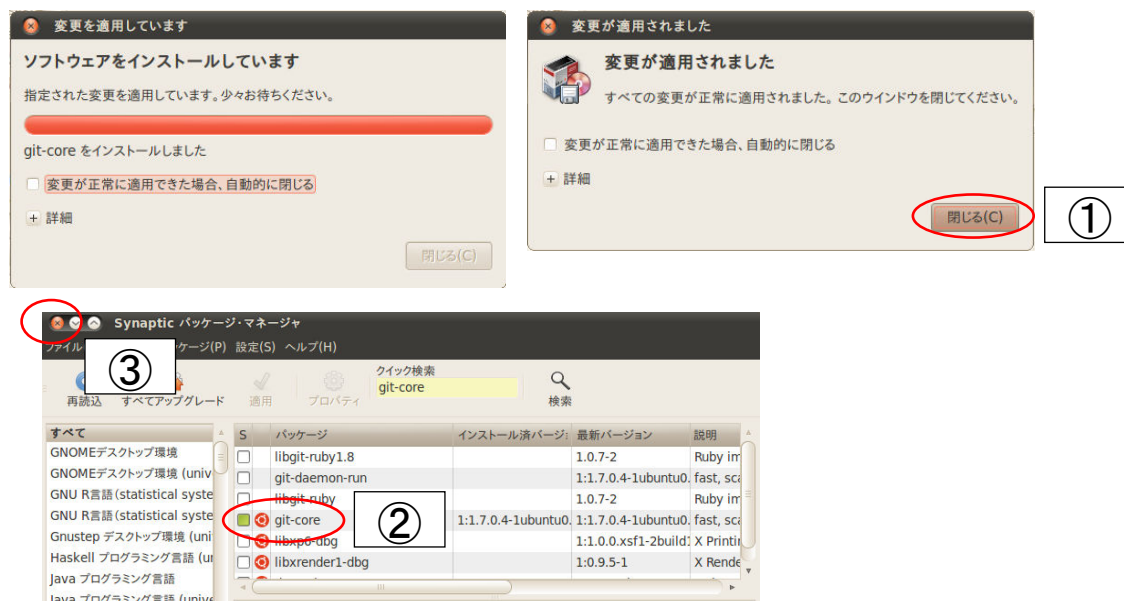 変更を適用しています
ソフトウェアをインストールしています
指定された変更を適用しています。少々お待ちください。
git-core をインストールしました
変更が正常に適用できた場合、自動的に閉じる
詳細
閉じる(C)
変更が適用されました
変更が適用されました
すべての変更が正常に適用されました。このウインドウを閉じてください。
変更が正常に適用できた場合、自動的に閉じる
詳細
閉じる(C)
①
Synaptic パッケージ・マネージャ
ファイル ケージ(P) 設定(S) ヘルプ(H)
③
再読込 すべてアップグレード 適用 プロパティ
クイック検索
git-core
検索
すべて
GNOMEデスクトップ環境
GNOMEデスクトップ環境 (univ
GNU R言語(statistical syste
GNU R言語(statistical syste
Gnustep デスクトップ環境 (uni
Haskell プログラミング言語 (ur
Java プログラミング言語
Java プログラミング言語 (unive
S パッケージ インストール済バージ: 最新バージョン 説明
libgit-ruby1.8 1.0.7-2 Ruby im
git-daemon-run 1:1.7.0.4-1ubuntu0. fast, sca
libgit-ruby 1.0.7-2 Ruby im
git-core 1:1.7.0.4-1ubuntu0. 1:1.7.0.4-1ubuntu0. fast, sca
②
libxp6-dbg 1:1.0.0.xsf1-2build1 X Printi
libxrender1-dbg 1:0.9.5-1 X Rende